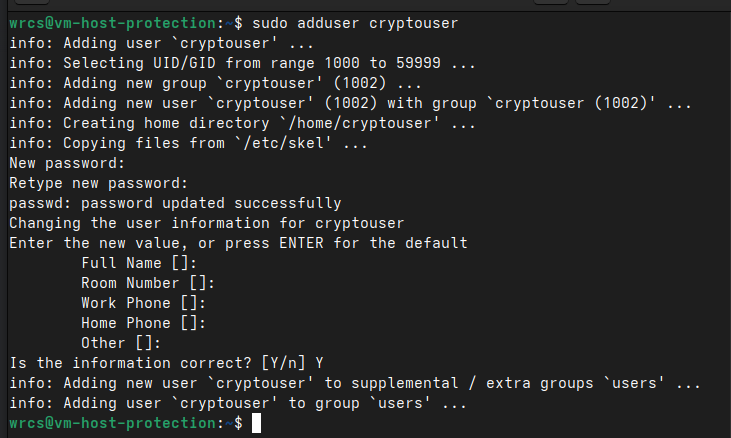 wrcs@vm-host-protection:~$ sudo adduser cryptouser
info: Adding user `cryptouser' ...
info: Selecting UID/GID from range 1000 to 59999 ...
info: Adding new group `cryptouser' (1002) ...
info: Adding new user `cryptouser' (1002) with group `cryptouser (1002)' ...
info: Creating home directory `/home/cryptouser' ...
info: Copying files from `/etc/skel' ...
New password:
Retype new password:
passwd: password updated successfully
Changing the user information for cryptouser
Enter the new value, or press ENTER for the default
        Full Name []:
        Room Number []:
        Work Phone []:
        Home Phone []:
        Other []:
Is the information correct? [Y/n] Y
info: Adding new user `cryptouser' to supplemental / extra groups `users' ...
info: Adding user `cryptouser' to group `users' ...
wrcs@vm-host-protection:~$